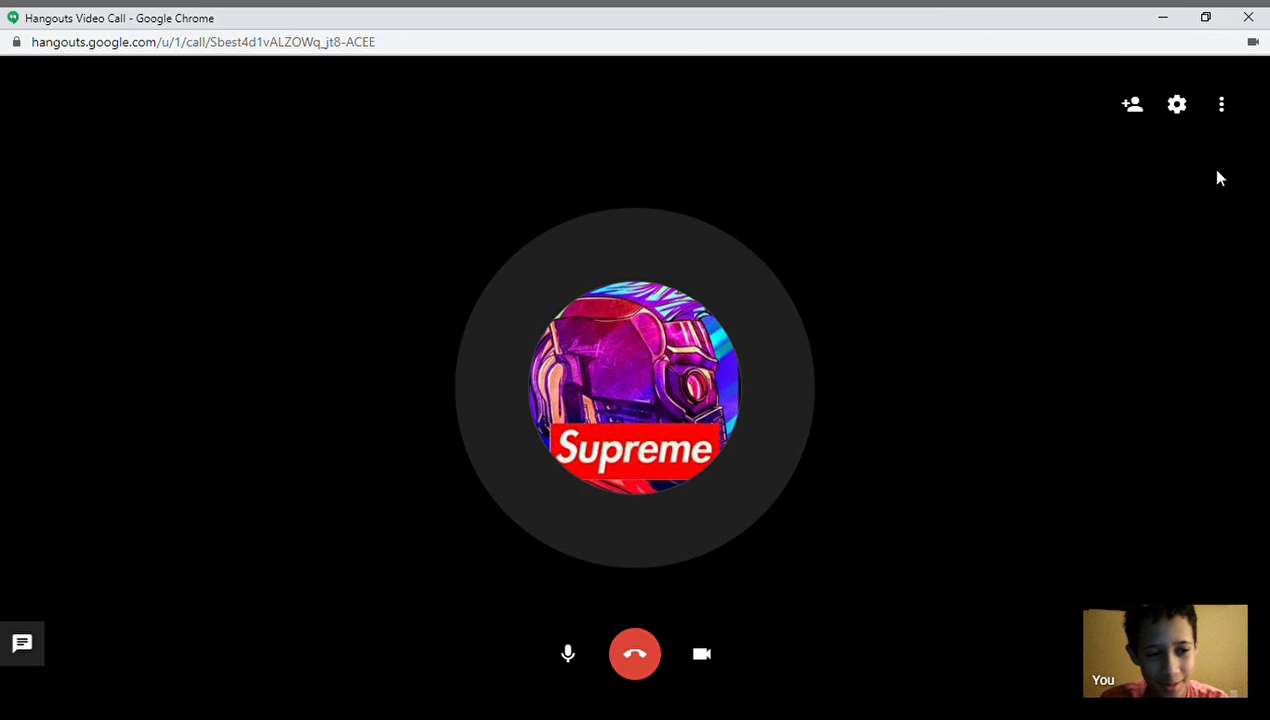 Hangouts Video Call - Google Chrome
hangouts.google.com/u/1/call/Sbest4d1vALZOWq_jt8-ACEE
Supreme
You